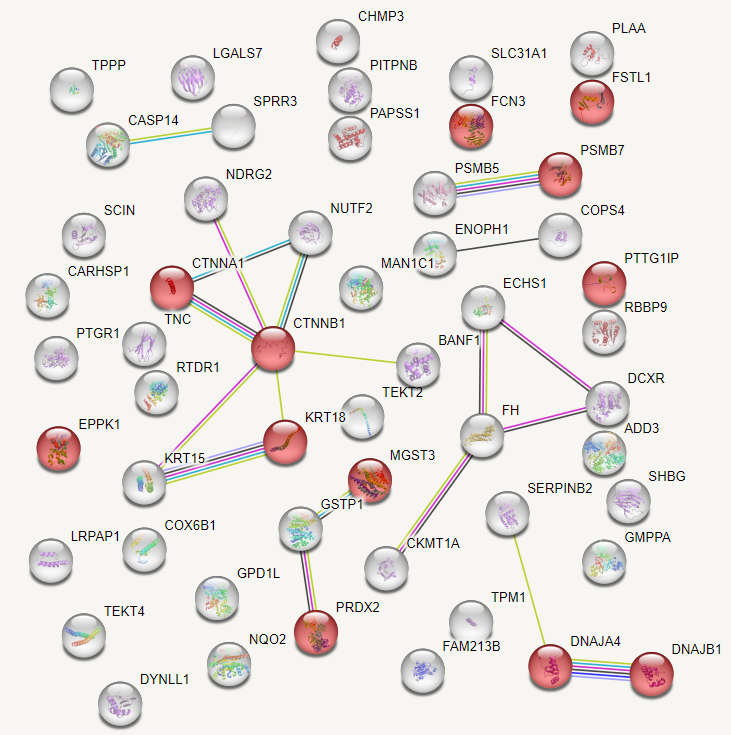 CHMP3
PLAA
LGALS7
SLC31A1
TPPP
PITPNB
FSTL1
SPRR3
FCN3
CASP14
PAPSS1
PSMB7
PSMB5
NDRG2
SCIN
NUTF2
COPS4
ENOPH1
CTNNA1
MAN1C1
PTTG1IP
CARHSP1
ECHS1
RBBP9
TNC
CTNNB1
PTGR1
BANF1
RTDR1
DCXR
TEKT2
KRT18
FH
EPPK1
ADD3
KRT15
MGST3
SHBG
SERPINB2
GSTP1
LRPAP1
COX6B1
GMPPA
CKMT1A
GPD1L
TPM1
PRDX2
TEKT4
NQO2
FAM213B
DNAJA4
DNAJB1
DYNLL1